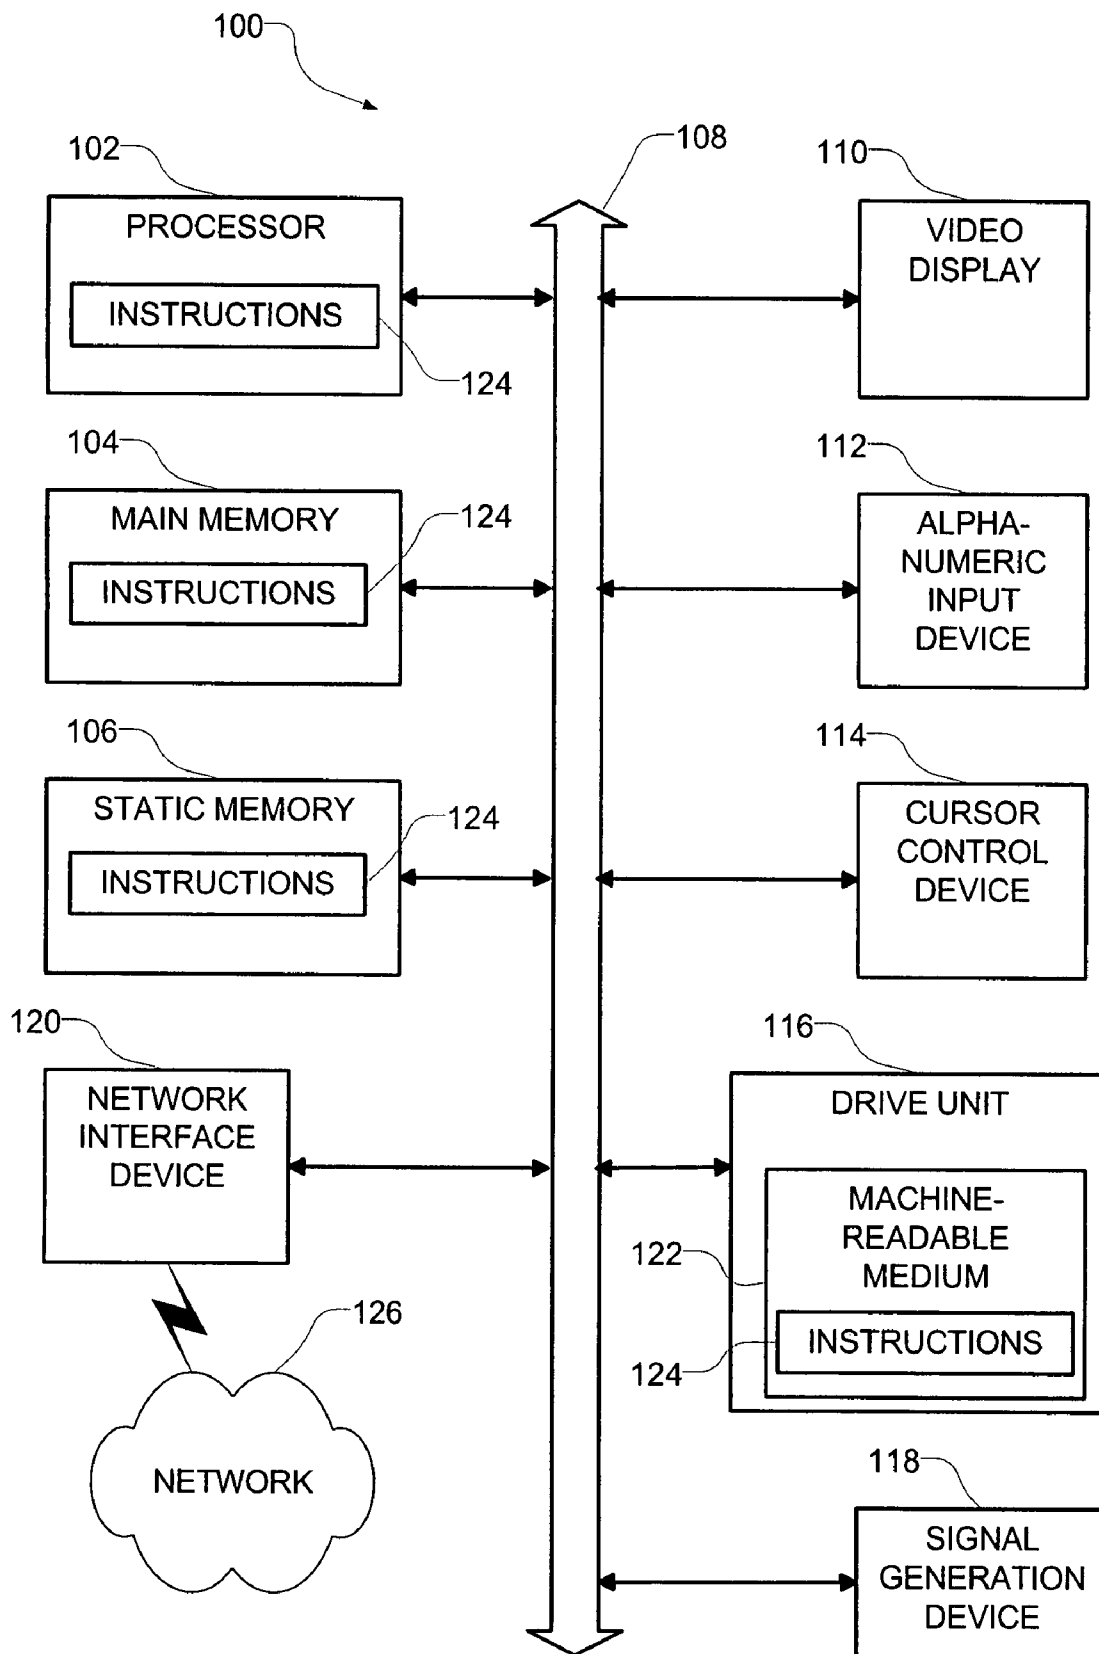 100
108
102
PROCESSOR
INSTRUCTIONS
124
110
VIDEO
DISPLAY
104
MAIN MEMORY
124
INSTRUCTIONS
112
ALPHA-
NUMERIC
INPUT
DEVICE
106
STATIC MEMORY
124
INSTRUCTIONS
114
CURSOR
CONTROL
DEVICE
120
NETWORK
INTERFACE
DEVICE
116
DRIVE UNIT
MACHINE-
READABLE
MEDIUM
122
INSTRUCTIONS
124
126
NETWORK
118
SIGNAL
GENERATION
DEVICE